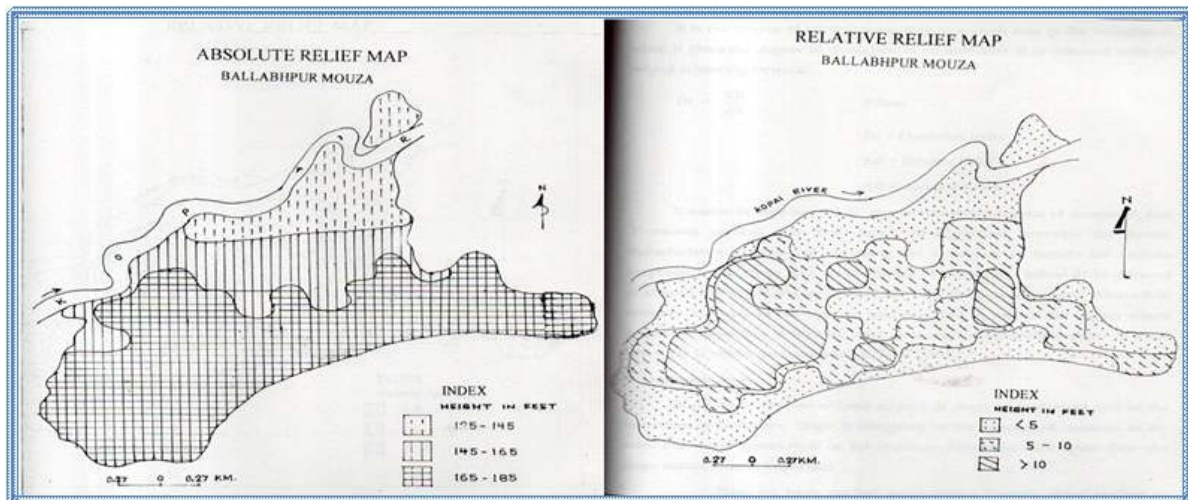 ABSOLUTE RELIEF MAP
BALLABHPUR MOUZA
KOPAI R
N
INDEX
HEIGHT IN FEET
125-145
145-165
165-185
0.27 0 0.27 KM.
RELATIVE RELIEF MAP
BALLABHPUR MOUZA
KOPAI RIVER
N
INDEX
HEIGHT IN FEET
<5
5-10
>10
0.27 0 0.27KM.